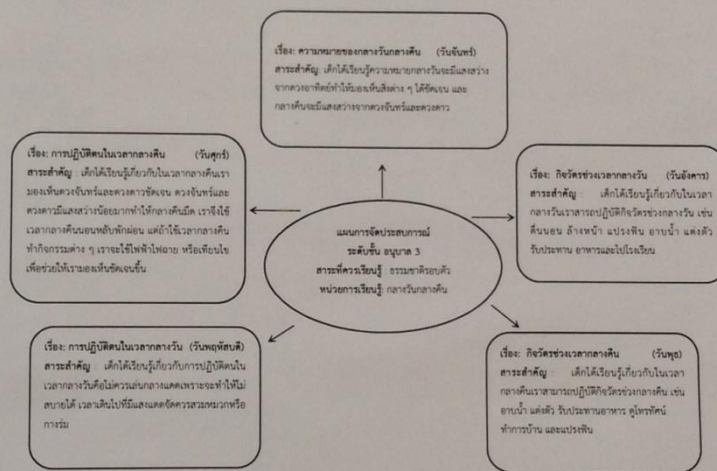 เรื่อง: ความหมายของกลางวันกลางคืน (วันจันทร์)
สาระสำคัญ: เด็กได้เรียนรู้ความหมายกลางวันจะมีแสงสว่าง
จากดวงอาทิตย์ทำให้มองเห็นสิ่งต่าง ๆ ได้ชัดเจน และ
กลางคืนจะมีแสงสว่างจากดวงจันทร์และดวงดาว
เรื่อง: การปฏิบัติตนในเวลากลางคืน (วันศุกร์)
สาระสำคัญ : เด็กได้เรียนรู้เกี่ยวกับในเวลากลางคืนเรา
มองเห็นดวงจันทร์และดวงดาวชัดเจน ดวงจันทร์และ
ดวงดาวมีแสงสว่างน้อยมากทำให้กลางคืนมืด เราจึงใช้
เวลากลางคืนนอนหลับพักผ่อน แต่ถ้าใช้เวลากลางคืน
ทำกิจกรรมต่าง ๆ เราจะใช้ไฟฟ้าไฟฉาย หรือเทียนไข
เพื่อช่วยให้เรามองเห็นชัดเจนขึ้น
เรื่อง: กิจวัตรช่วงเวลากลางวัน (วันอังคาร)
สาระสำคัญ : เด็กได้เรียนรู้เกี่ยวกับในเวลา
กลางวันเราสารถปฏิบัติกิจวัตรช่วงกลางวัน เช่น
ตื่นนอน ล้างหน้า แปรงฟัน อาบน้ำ แต่งตัว
รับประทาน อาหารและไปโรงเรียน
แผนการจัดประสบการณ์
ระดับชั้น อนุบาล 3
สาระที่ควรเรียนรู้ : ธรรมชาติรอบตัว
หน่วยการเรียนรู้: กลางวันกลางคืน
เรื่อง: การปฏิบัติตนในเวลากลางวัน (วันพฤหัสบดี)
สาระสำคัญ : เด็กได้เรียนรู้เกี่ยวกับการปฏิบัติตนใน
เวลากลางวันคือไม่ควรเล่นกลางแดดเพราะจะทำให้ไม่
สบายได้ เวลาเดินไปที่มีแสงแดดจัดควรสวมหมวกหรือ
กางร่ม
เรื่อง: กิจวัตรช่วงเวลากลางคืน (วันพุธ)
สาระสำคัญ : เด็กได้เรียนรู้เกี่ยวกับในเวลา
กลางคืนเราสามารถปฏิบัติกิจวัตรช่วงกลางคืน เช่น
อาบน้ำ แต่งตัว รับประทานอาหาร ดูโทรทัศน์
ทำการบ้าน และแปรงฟัน